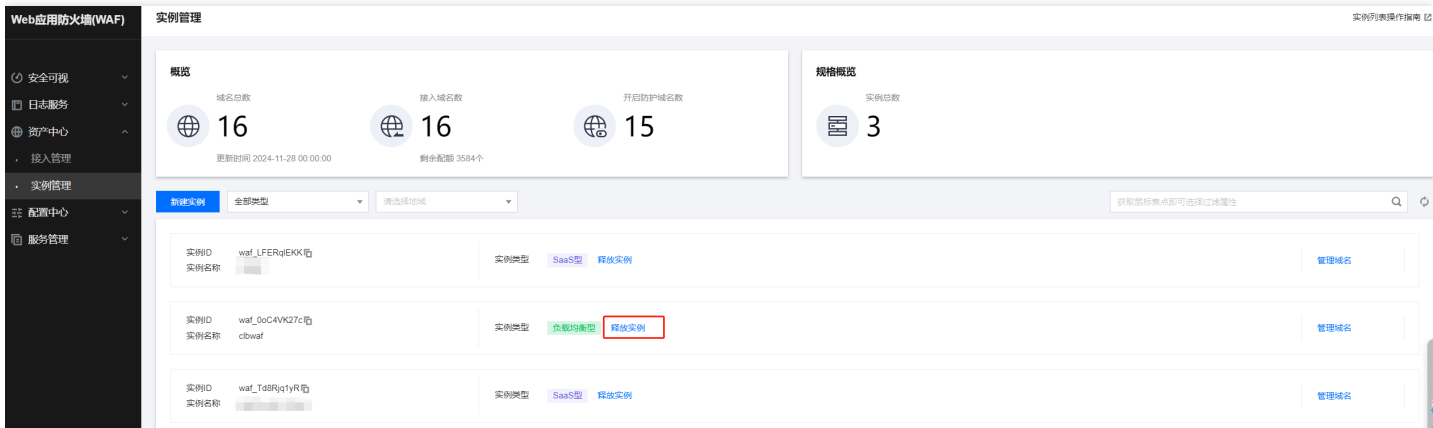 Web应用防火墙(WAF)
实例管理
实例列表操作指南
安全可视
日志服务
资产中心
接入管理
实例管理
配置中心
服务管理
概览
域名总数
16
更新时间 2024-11-28 00:00:00
接入域名数
16
剩余配额 3584个
开启防护域名数
15
规格概览
实例总数
3
新建实例 全部类型 请选择地域 获取鼠标焦点即可选择过滤属性
实例ID waf_LFERqlEKK
实例名称
实例类型 SaaS型 释放实例 管理域名
实例ID waf_0oC4VK27c
实例名称 clbwaf
实例类型 负载均衡型 释放实例 管理域名
实例ID waf_Td8Rjq1yR
实例名称
实例类型 SaaS型 释放实例 管理域名